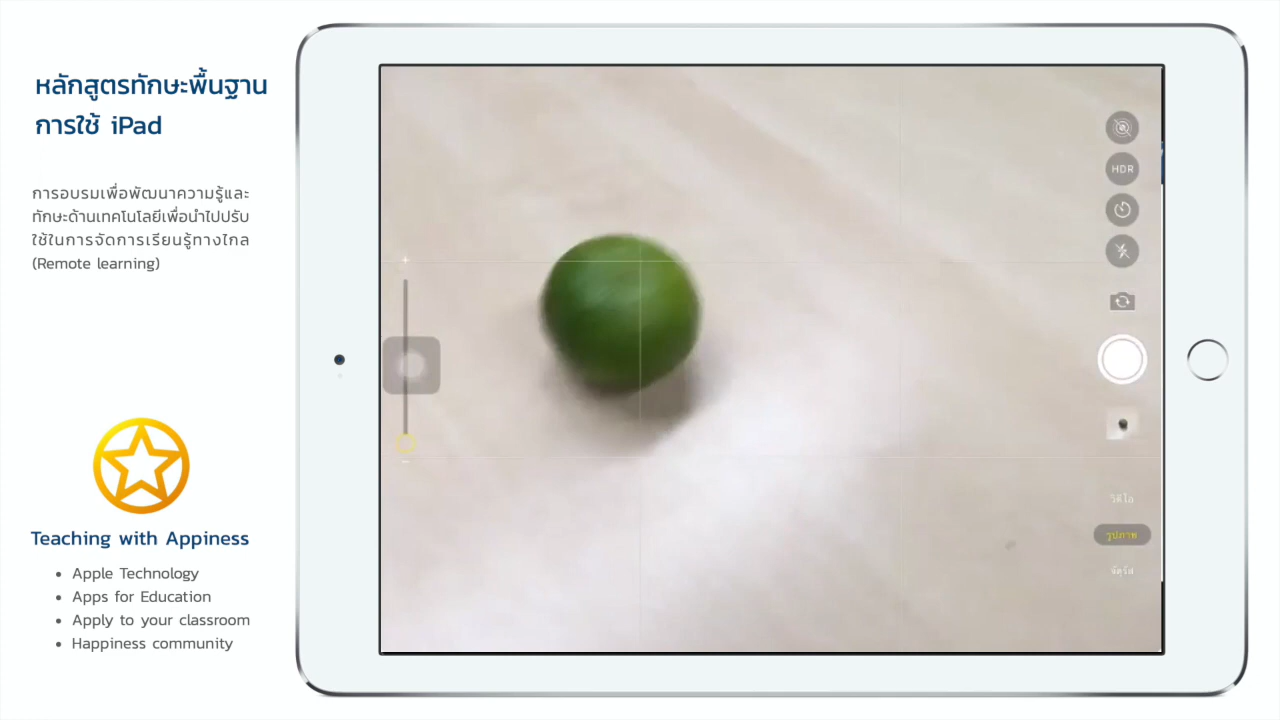 หลักสูตรทักษะพื้นฐาน
การใช้ iPad
การอบรมเพื่อพัฒนาความรู้และ
ทักษะด้านเทคโนโลยีเพื่อนำไปปรับ
ใช้ในการจัดการเรียนรู้ทางไกล
(Remote learning)
Teaching with Appiness
• Apple Technology
• Apps for Education
• Apply to your classroom
• Happiness community
HDR
วิดีโอ
รูปภาพ
จัตุรัส